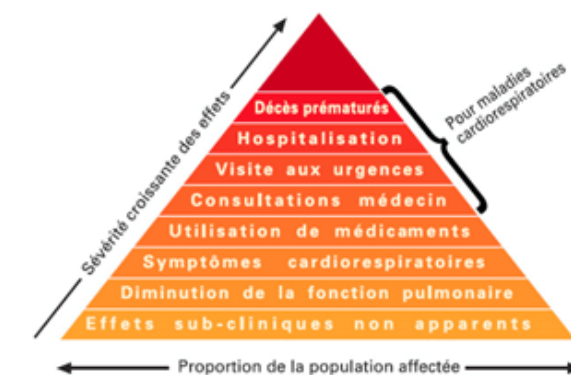 Sévérité croissante des effets
Pour maladies
cardiorespiratoires
Décès prématurés
Hospitalisation
Visite aux urgences
Consultations médecin
Utilisation de médicaments
Symptômes cardiorespiratoires
Diminution de la fonction pulmonaire
Effets sub-cliniques non apparents
Proportion de la population affectée